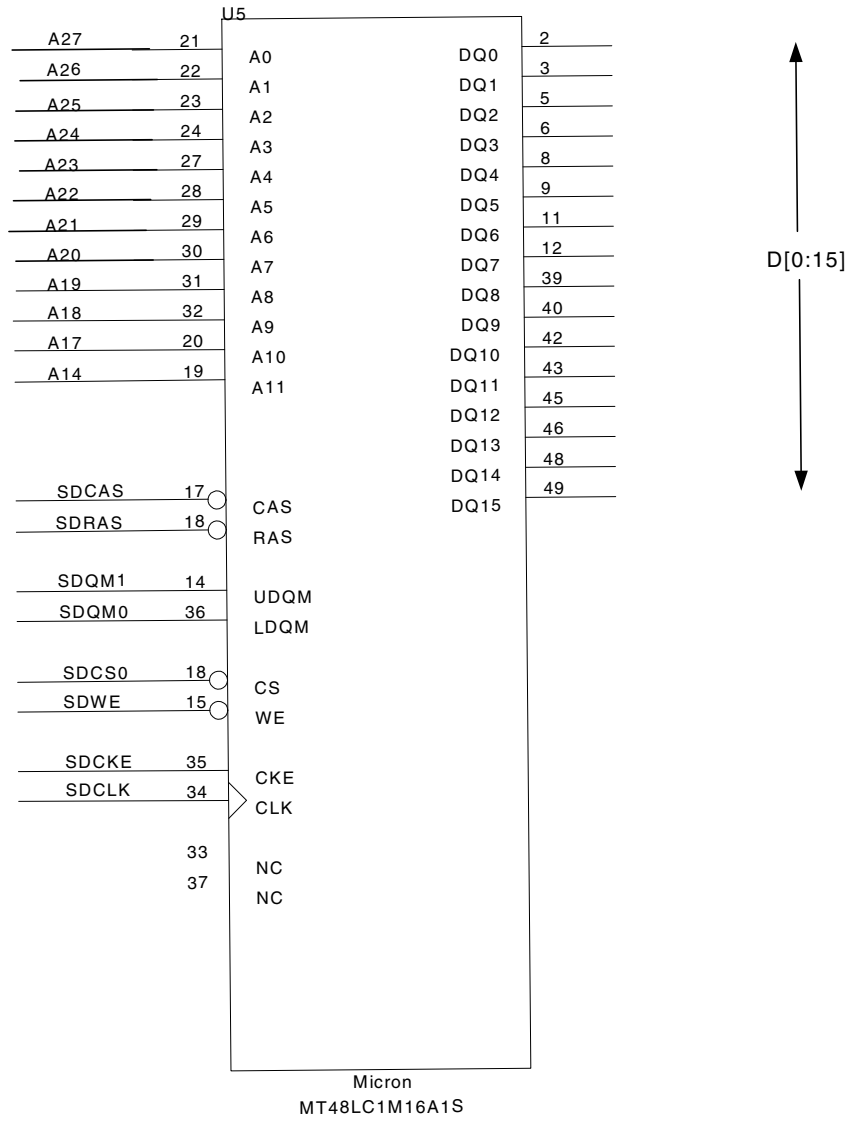 U5
A27 21 A0 DQ0 2
A26 22 A1 DQ1 3
A25 23 A2 DQ2 5
A24 24 A3 DQ3 6
A23 27 A4 DQ4 8
A22 28 A5 DQ5 9
A21 29 A6 DQ6 11
A20 30 A7 DQ7 12
D[0:15]
A19 31 A8 DQ8 39
A18 32 A9 DQ9 40
A17 20 A10 DQ10 42
A14 19 A11 DQ11 43
DQ12 45
DQ13 46
DQ14 48
SDCAS 17 CAS DQ15 49
SDRAS 18 RAS
SDQM1 14 UDQM
SDQM0 36 LDQM
SDCS0 18 CS
SDWE 15 WE
SDCKE 35 CKE
SDCLK 34 CLK
33 NC
37 NC
Micron
MT48LC1M16A1S